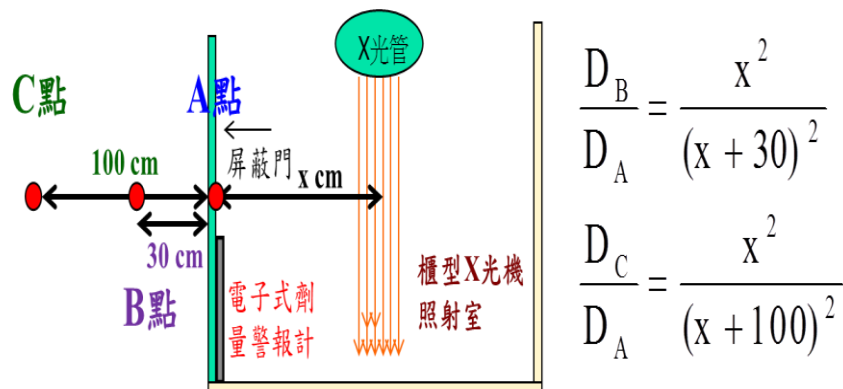 X光管
C點
A點
屏蔽門
100 cm
x cm
30 cm
B點
電子式劑
量警報計
櫃型X光機
照射室
D_B / D_A = x^2 / (x + 30)^2
D_C / D_A = x^2 / (x + 100)^2